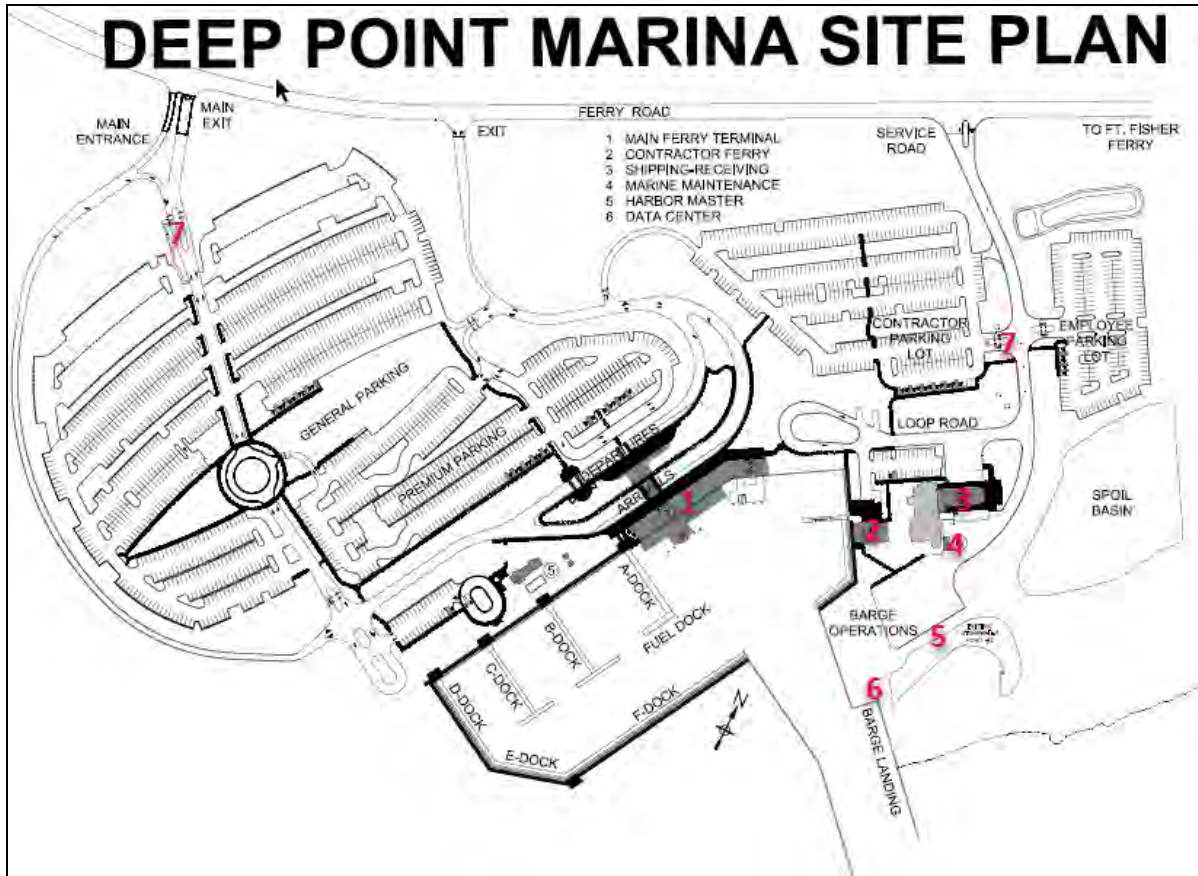 DEEP POINT MARINA SITE PLAN
MAIN
ENTRANCE
MAIN
EXIT
EXIT
FERRY ROAD
SERVICE
ROAD
TO FT. FISHER
FERRY
1 MAIN FERRY TERMINAL
2 CONTRACTOR FERRY
3 SHIPPING-RECEIVING
4 MARINE MAINTENANCE
5 HARBOR MASTER
6 DATA CENTER
7
CONTRACTOR
PARKING
LOT
7
EMPLOYEE
PARKING
LOT
GENERAL PARKING
PREMIUM PARKING
DEPARTURES
ARRIVALS
LOOP ROAD
1
2
3
4
SPOIL
BASIN
5
A-DOCK
B-DOCK
C-DOCK
D-DOCK
E-DOCK
F-DOCK
FUEL DOCK
N
BARGE
OPERATIONS
5
6
BARGE LANDING